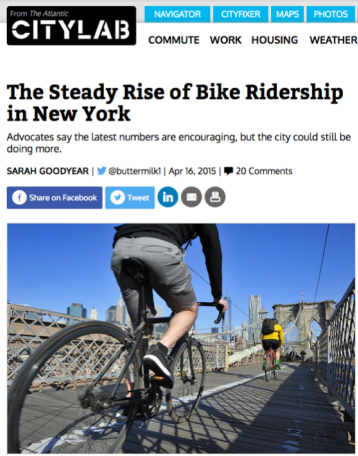 From The Atlantic
CITYLAB
NAVIGATOR CITYFIXER MAPS PHOTOS
COMMUTE WORK HOUSING WEATHER
The Steady Rise of Bike Ridership
in New York
Advocates say the latest numbers are encouraging, but the city could still be
doing more.
SARAH GOODYEAR | @buttermilk1 | Apr 16, 2015 | 20 Comments
f Share on Facebook Tweet in